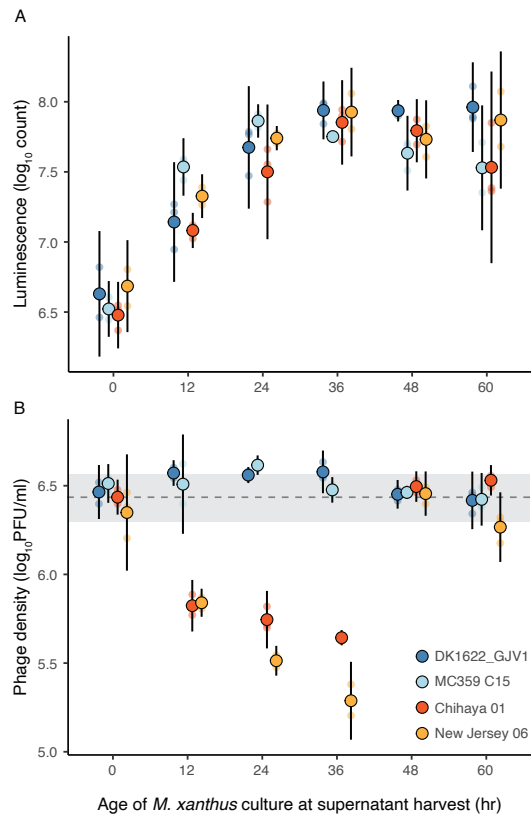 A
Luminescence (log10 count)
8.0
7.5
7.0
6.5
0 12 24 36 48 60
B
Phage density (log10PFU/ml)
6.5
6.0
5.5
5.0
DK1622_GJV1
MC359 C15
Chihaya 01
New Jersey 06
0 12 24 36 48 60
Age of M. xanthus culture at supernatant harvest (hr)